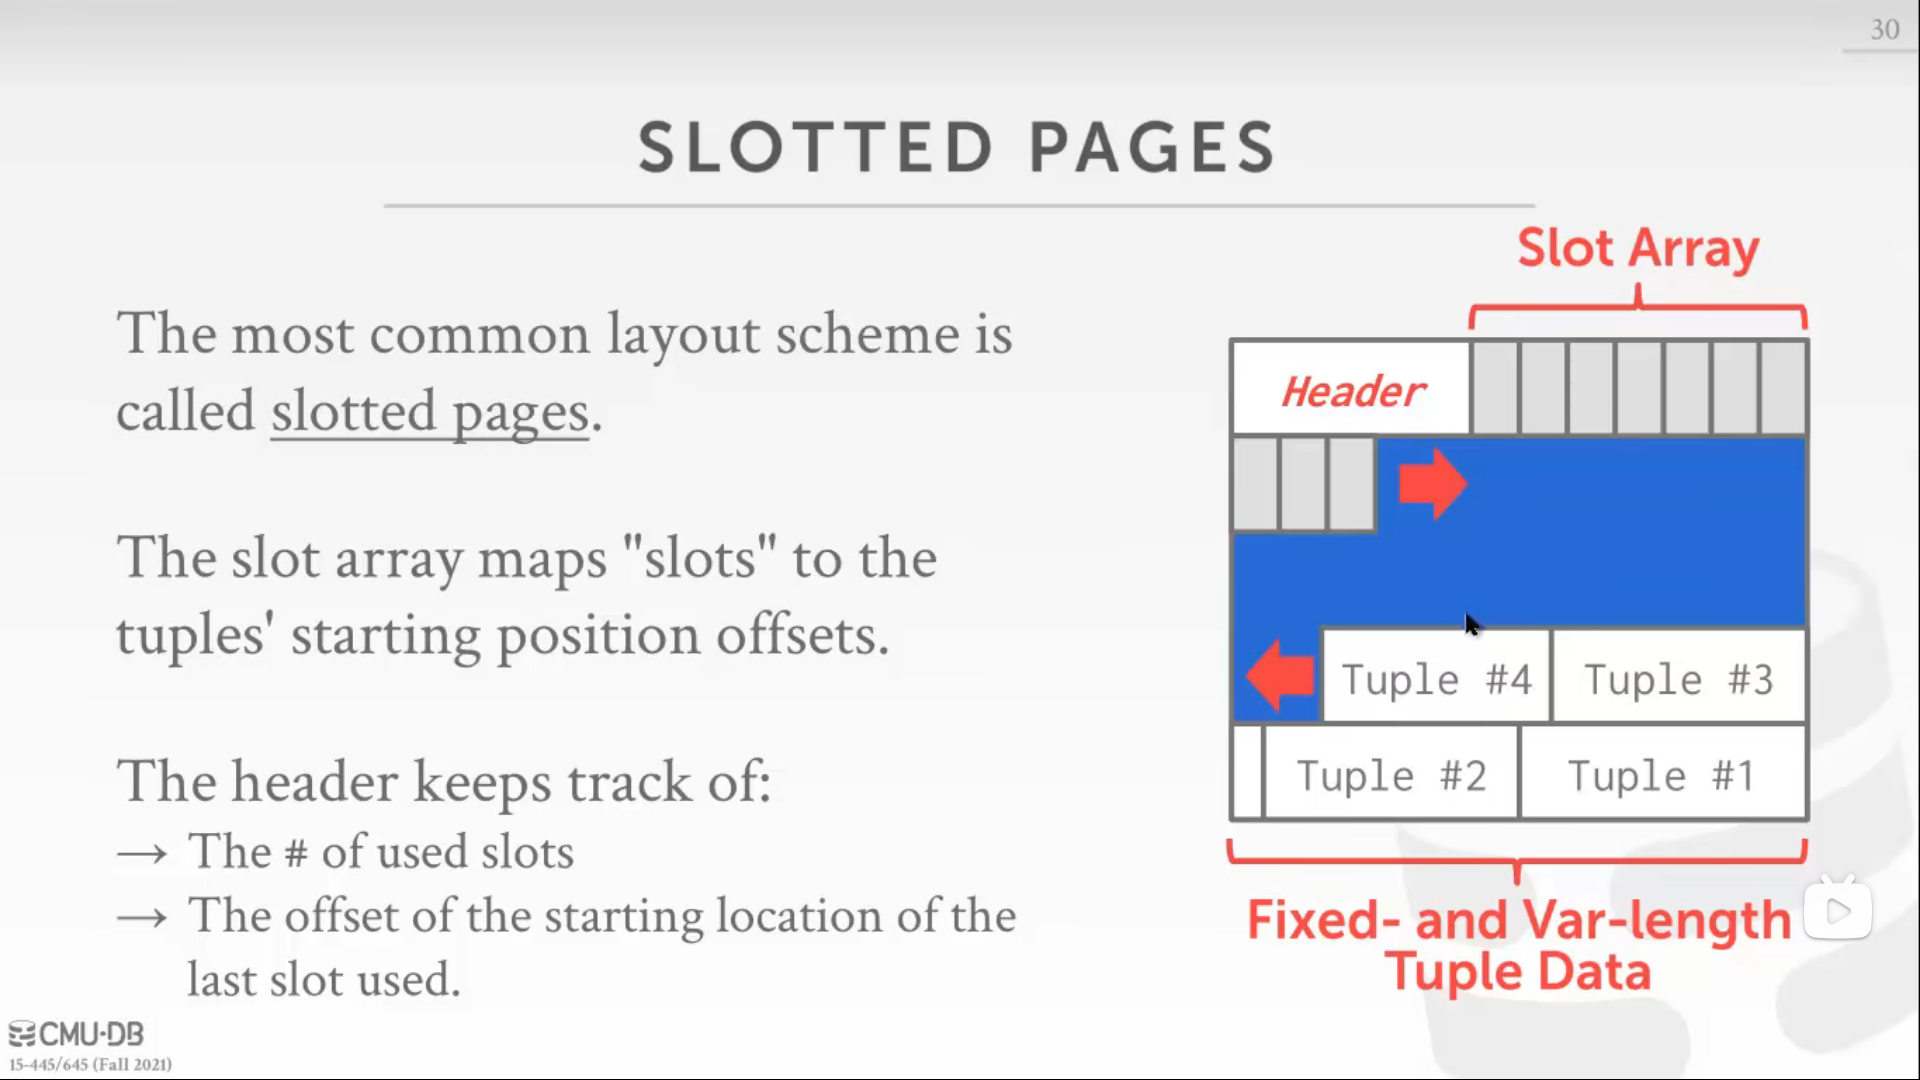 30
SLOTTED PAGES
The most common layout scheme is
called slotted pages.
The slot array maps "slots" to the
tuples' starting position offsets.
The header keeps track of:
→ The # of used slots
→ The offset of the starting location of the
last slot used.
Slot Array
Header
Tuple #4
Tuple #3
Tuple #2
Tuple #1
Fixed- and Var-length
Tuple Data
CMU·DB
15-445/645 (Fall 2021)